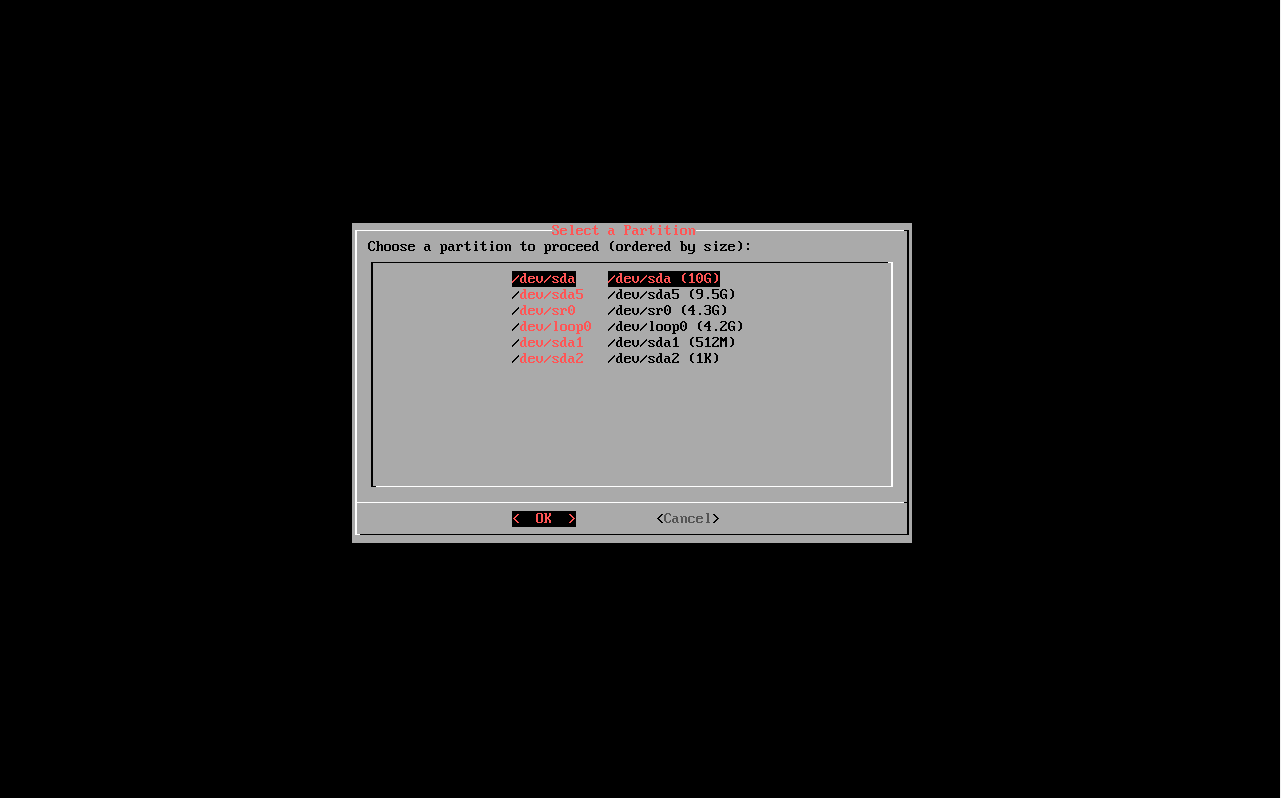 Select a Partition
Choose a partition to proceed (ordered by size):
/dev/sda /dev/sda (10G)
/dev/sda5 /dev/sda5 (9.5G)
/dev/sr0 /dev/sr0 (4.3G)
/dev/loop0 /dev/loop0 (4.2G)
/dev/sda1 /dev/sda1 (512M)
/dev/sda2 /dev/sda2 (1K)
< OK > <Cancel>